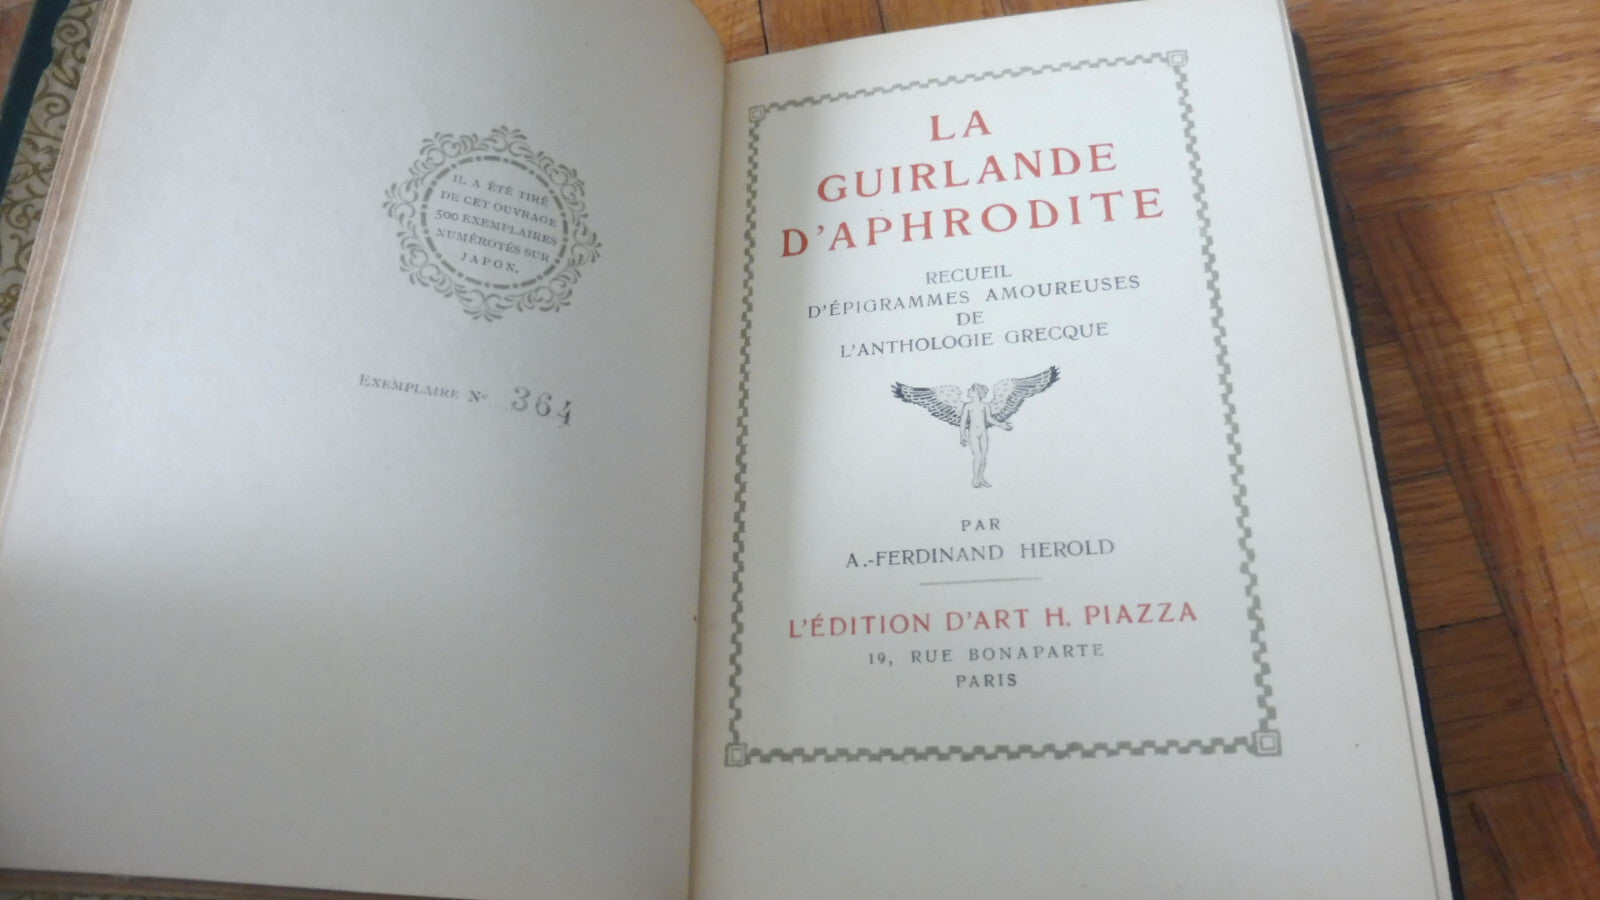 IL A ÉTÉ TIRÉ
DE CET OUVRAGE
500 EXEMPLAIRES
NUMÉROTÉS SUR
JAPON.
EXEMPLAIRE Nº .... 364
LA
GUIRLANDE
D'APHRODITE
RECUEIL
D'ÉPIGRAMMES AMOUREUSES
DE
L'ANTHOLOGIE GRECQUE
PAR
A.-FERDINAND HEROLD
L'ÉDITION D'ART H. PIAZZA
19, RUE BONAPARTE
PARIS